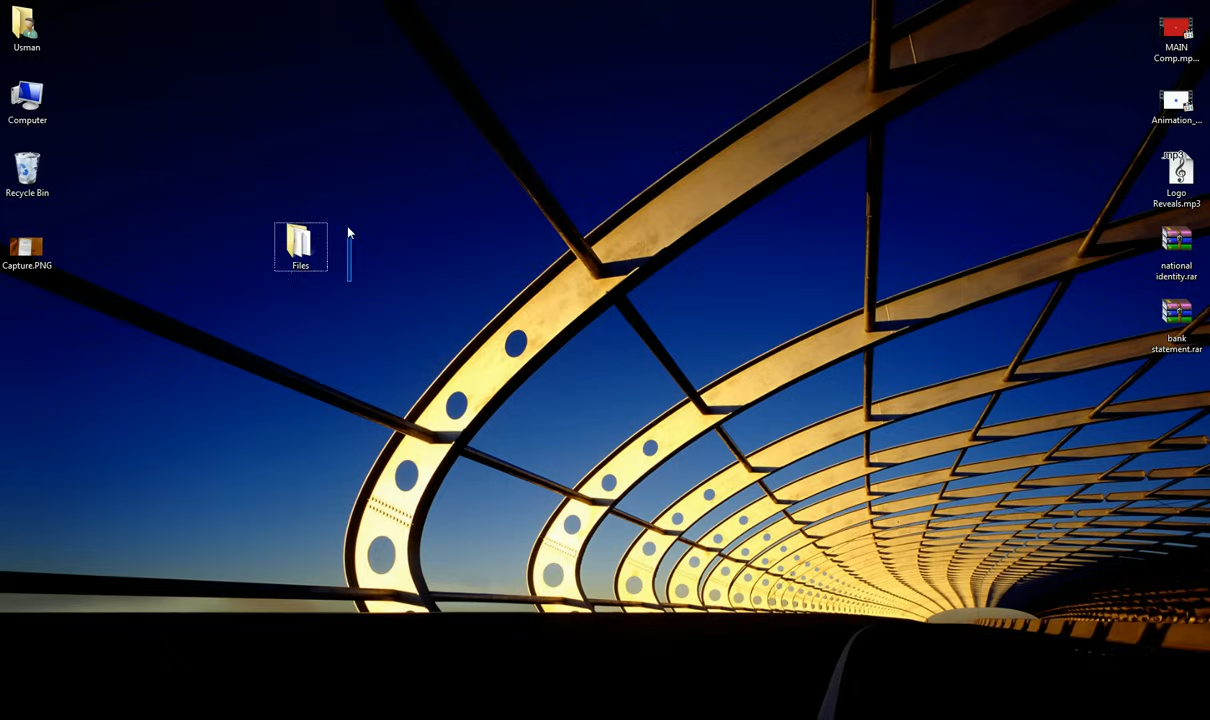 Usman
Computer
Recycle Bin
Capture.PNG
Files
MAIN
Comp.mp...
Animation_...
mp3
Logo
Reveals.mp3
national
identity.rar
bank
statement.rar